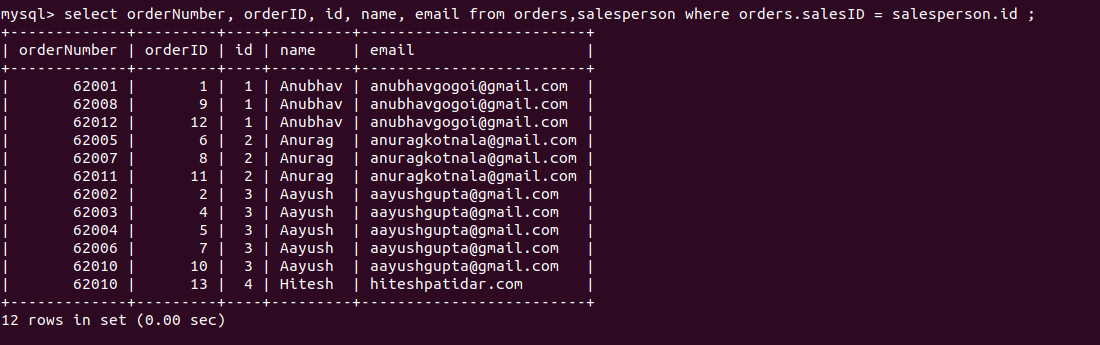 mysql> select orderNumber, orderID, id, name, email from orders,salesperson where orders.salesID = salesperson.id ;
+-------------+---------+----+---------+-------------------------+
| orderNumber | orderID | id | name    | email                   |
+-------------+---------+----+---------+-------------------------+
|       62001 |       1 |  1 | Anubhav | anubhavgogoi@gmail.com  |
|       62008 |       9 |  1 | Anubhav | anubhavgogoi@gmail.com  |
|       62012 |      12 |  1 | Anubhav | anubhavgogoi@gmail.com  |
|       62005 |       6 |  2 | Anurag  | anuragkotnala@gmail.com |
|       62007 |       8 |  2 | Anurag  | anuragkotnala@gmail.com |
|       62011 |      11 |  2 | Anurag  | anuragkotnala@gmail.com |
|       62002 |       2 |  3 | Aayush  | aayushgupta@gmail.com   |
|       62003 |       4 |  3 | Aayush  | aayushgupta@gmail.com   |
|       62004 |       5 |  3 | Aayush  | aayushgupta@gmail.com   |
|       62006 |       7 |  3 | Aayush  | aayushgupta@gmail.com   |
|       62010 |      10 |  3 | Aayush  | aayushgupta@gmail.com   |
|       62010 |      13 |  4 | Hitesh  | hiteshpatidar.com       |
+-------------+---------+----+---------+-------------------------+
12 rows in set (0.00 sec)